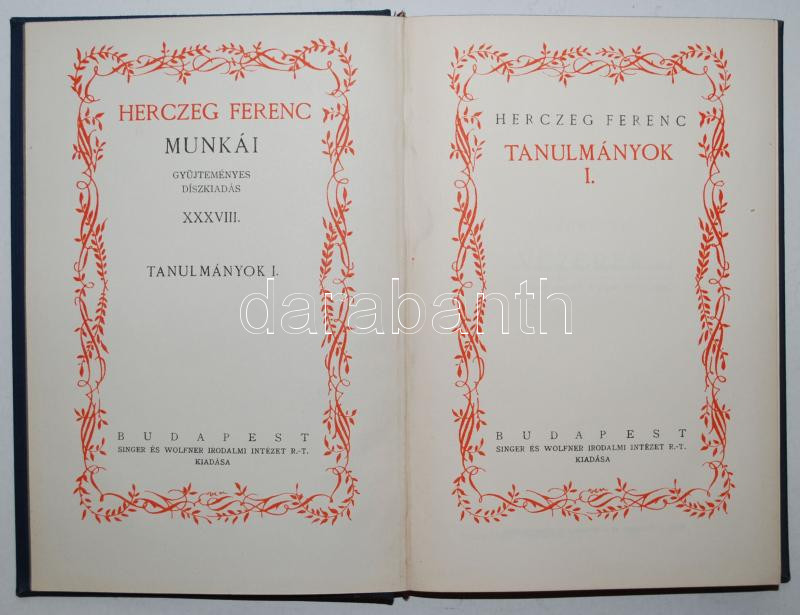 HERCZEG FERENC
MUNKÁI
GYÜJTEMÉNYES
DÍSZKIADÁS
XXXVIII.
TANULMÁNYOK I.
BUDAPEST
SINGER ÉS WOLFNER IRODALMI INTÉZET R.-T.
KIADÁSA
HERCZEG FERENC
TANULMÁNYOK
I.
BUDAPEST
SINGER ÉS WOLFNER IRODALMI INTÉZET R.-T.
KIADÁSA
darabanth